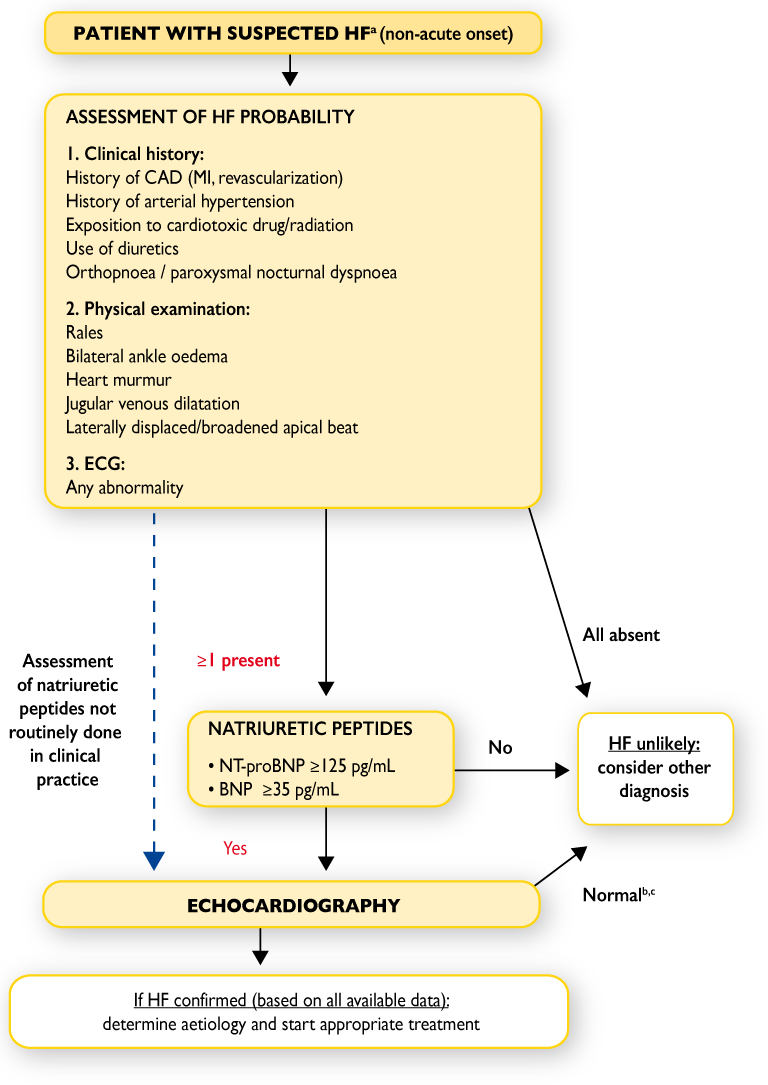 PATIENT WITH SUSPECTED HFᵃ (non-acute onset)
ASSESSMENT OF HF PROBABILITY
1. Clinical history:
History of CAD (MI, revascularization)
History of arterial hypertension
Exposition to cardiotoxic drug/radiation
Use of diuretics
Orthopnoea / paroxysmal nocturnal dyspnoea
2. Physical examination:
Rales
Bilateral ankle oedema
Heart murmur
Jugular venous dilatation
Laterally displaced/broadened apical beat
3. ECG:
Any abnormality
Assessment
of natriuretic
peptides not
routinely done
in clinical
practice
≥1 present
All absent
NATRIURETIC PEPTIDES
• NT-proBNP ≥125 pg/mL
• BNP ≥35 pg/mL
No
HF unlikely:
consider other
diagnosis
Yes
Normalᵇ,ᶜ
ECHOCARDIOGRAPHY
If HF confirmed (based on all available data):
determine aetiology and start appropriate treatment